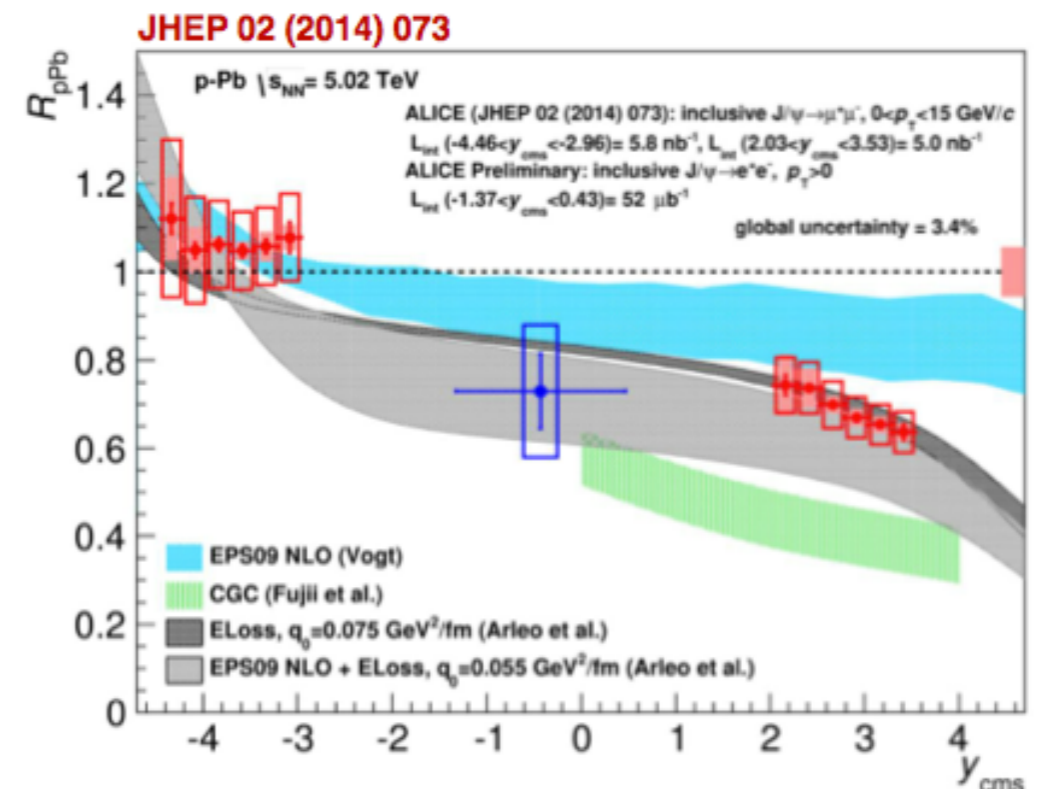 JHEP 02 (2014) 073
R_pPb
p-Pb \s_NN= 5.02 TeV
ALICE (JHEP 02 (2014) 073): inclusive J/ψ→μ⁺μ⁻, 0<p_T<15 GeV/c
L_int (-4.46<y_cms<-2.96)= 5.8 nb⁻¹, L_int (2.03<y_cms<3.53)= 5.0 nb⁻¹
ALICE Preliminary: inclusive J/ψ→e⁺e⁻, p_T>0
L_int (-1.37<y_cms<0.43)= 52 μb⁻¹
global uncertainty = 3.4%
1.4
1.2
1
0.8
0.6
0.4
0.2
0
EPS09 NLO (Vogt)
CGC (Fujii et al.)
ELoss, q_0=0.075 GeV²/fm (Arleo et al.)
EPS09 NLO + ELoss, q_0=0.055 GeV²/fm (Arleo et al.)
-4 -3 -2 -1 0 1 2 3 4
y_cms